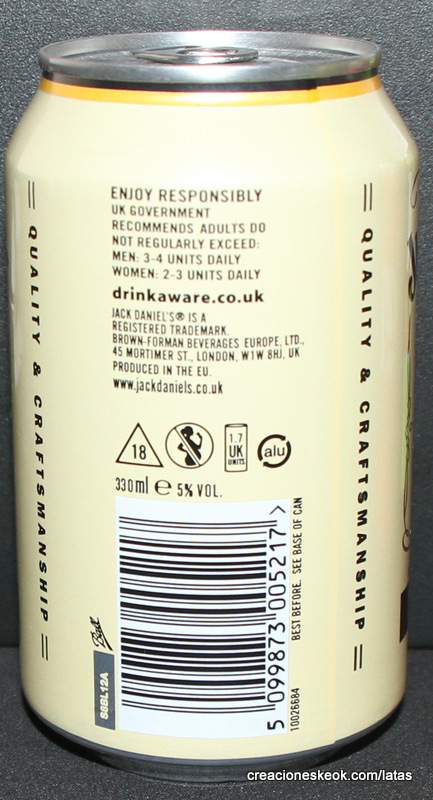 ENJOY RESPONSIBLY
UK GOVERNMENT
RECOMMENDS ADULTS DO
NOT REGULARLY EXCEED:
MEN: 3-4 UNITS DAILY
WOMEN: 2-3 UNITS DAILY
drinkaware.co.uk
JACK DANIEL'S® IS A
REGISTERED TRADEMARK.
BROWN-FORMAN BEVERAGES EUROPE, LTD.,
45 MORTIMER ST., LONDON, W1W 8HJ, UK
PRODUCED IN THE EU.
www.jackdaniels.co.uk
18
1.7
UK
UNITS
alu
330ml e 5% VOL.
QUALITY & CRAFTSMANSHIP
QUALITY & CRAFTSMANSHIP
Ball
88BL12A
5 099873 005217 >
BEST BEFORE. SEE BASE OF CAN
10026684
creacioneskeok.com/latas